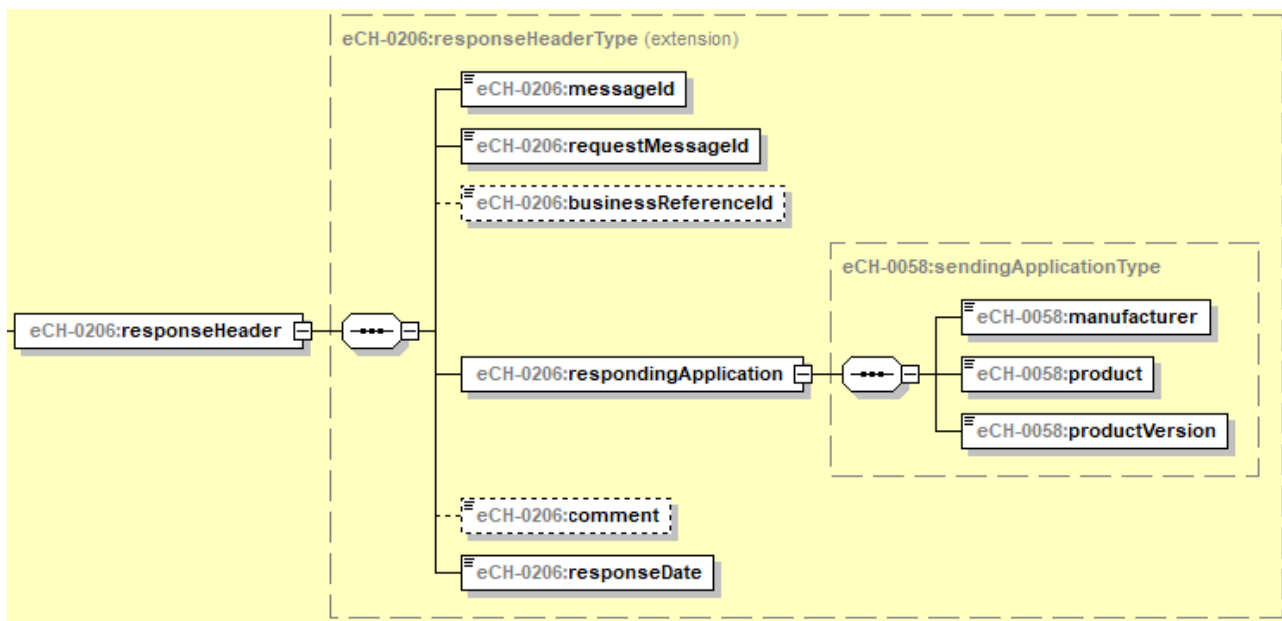 eCH-0206:responseHeaderType (extension)
eCH-0206:messageId
eCH-0206:requestMessageId
eCH-0206:businessReferenceId
eCH-0058:sendingApplicationType
eCH-0058:manufacturer
eCH-0206:responseHeader
eCH-0206:respondingApplication
eCH-0058:product
eCH-0058:productVersion
eCH-0206:comment
eCH-0206:responseDate